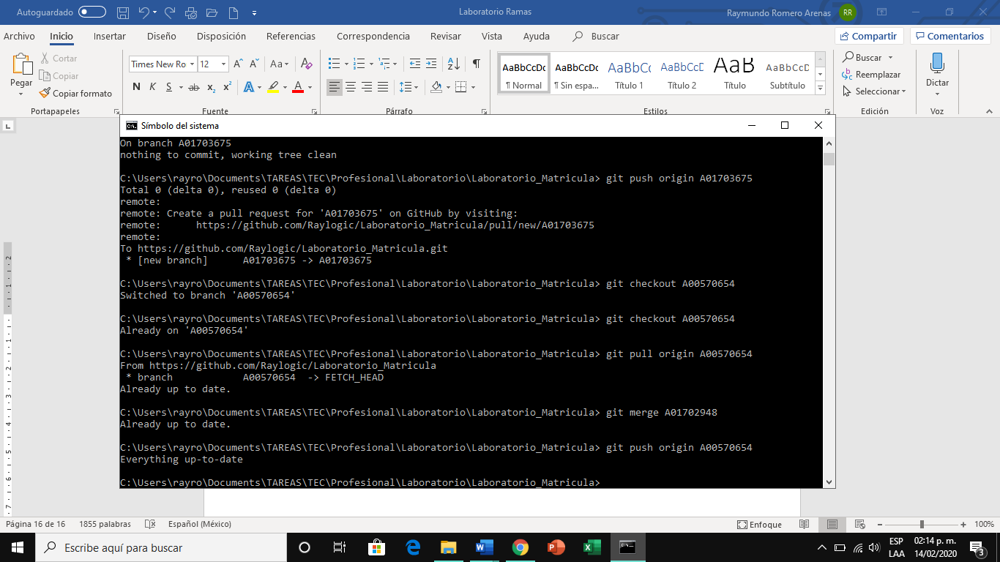 Autoguardado
Laboratorio Ramas
Raymundo Romero Arenas
RR
Archivo Inicio Insertar Diseño Disposición Referencias Correspondencia Revisar Vista Ayuda Buscar
Compartir Comentarios
Pegar
Cortar
Copiar
Copiar formato
Portapapeles
Times New Ro 12
Aa
N K S ab x₂ x²
Fuente
Párrafo
AaBbCcDc AaBbCcDc AaBbCc AaBbCcD AaB AaBbCcD
¶ Normal ¶ Sin espa... Título 1 Título 2 Título Subtítulo
Estilos
Buscar
Reemplazar
Seleccionar
Edición
Dictar
Voz
Símbolo del sistema
On branch A01703675
nothing to commit, working tree clean
C:\Users\rayro\Documents\TAREAS\TEC\Profesional\Laboratorio\Laboratorio_Matricula> git push origin A01703675
Total 0 (delta 0), reused 0 (delta 0)
remote:
remote: Create a pull request for 'A01703675' on GitHub by visiting:
remote:      https://github.com/Raylogic/Laboratorio_Matricula/pull/new/A01703675
remote:
To https://github.com/Raylogic/Laboratorio_Matricula.git
 * [new branch]      A01703675 -> A01703675
C:\Users\rayro\Documents\TAREAS\TEC\Profesional\Laboratorio\Laboratorio_Matricula> git checkout A00570654
Switched to branch 'A00570654'
C:\Users\rayro\Documents\TAREAS\TEC\Profesional\Laboratorio\Laboratorio_Matricula> git checkout A00570654
Already on 'A00570654'
C:\Users\rayro\Documents\TAREAS\TEC\Profesional\Laboratorio\Laboratorio_Matricula> git pull origin A00570654
From https://github.com/Raylogic/Laboratorio_Matricula
 * branch            A00570654  -> FETCH_HEAD
Already up to date.
C:\Users\rayro\Documents\TAREAS\TEC\Profesional\Laboratorio\Laboratorio_Matricula> git merge A01702948
Already up to date.
C:\Users\rayro\Documents\TAREAS\TEC\Profesional\Laboratorio\Laboratorio_Matricula> git push origin A00570654
Everything up-to-date
C:\Users\rayro\Documents\TAREAS\TEC\Profesional\Laboratorio\Laboratorio_Matricula>
Página 16 de 16 1855 palabras Español (México) Enfoque 100%
Escribe aquí para buscar
ESP 02:14 p. m.
LAA 14/02/2020
3